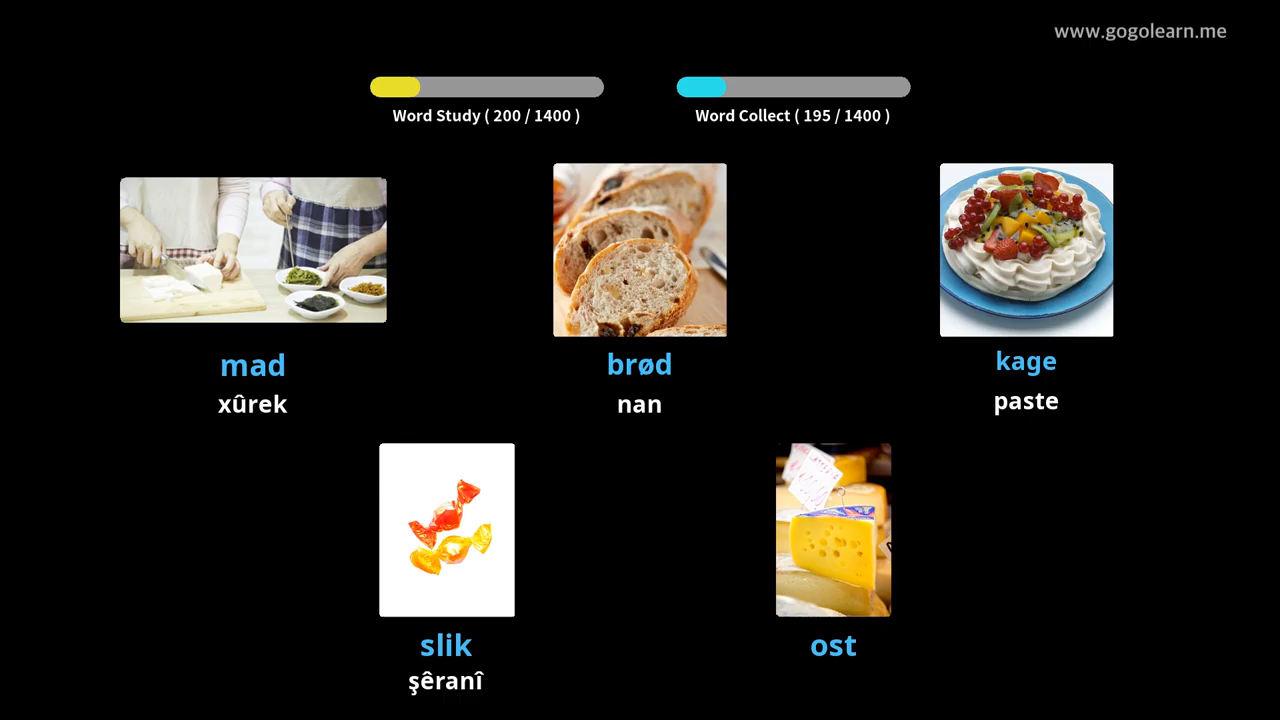 www.gogolearn.me
Word Study ( 200 / 1400 )
Word Collect ( 195 / 1400 )
mad
xûrek
brød
nan
kage
paste
slik
şêranî
ost